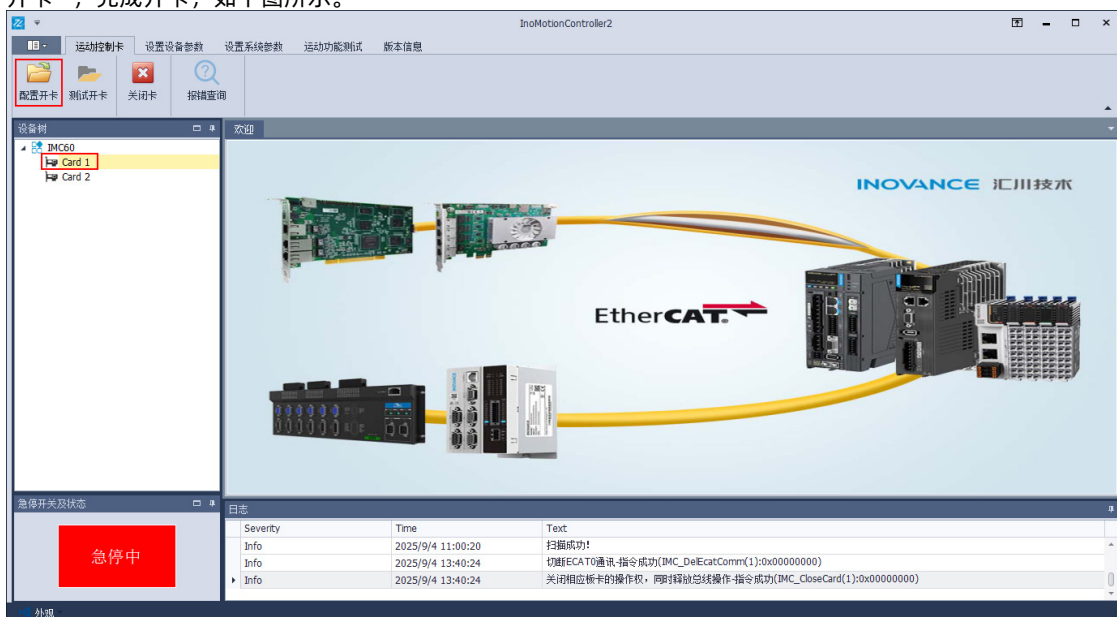 开卡"，完成开卡，如下图所示。
InoMotionController2
运动控制卡 设置设备参数 设置系统参数 运动功能测试 版本信息
配置开卡 测试开卡 关闭卡 报错查询
设备树
欢迎
IMC60
Card 1
Card 2
INOVANCE 汇川技术
EtherCAT.
急停开关及状态
急停中
日志
Severity Time Text
Info 2025/9/4 11:00:20 扫描成功!
Info 2025/9/4 13:40:24 切断ECAT0通讯-指令成功(IMC_DelEcatComm(1):0x00000000)
Info 2025/9/4 13:40:24 关闭相应板卡的操作权，同时释放总线操作-指令成功(IMC_CloseCard(1):0x00000000)
外观